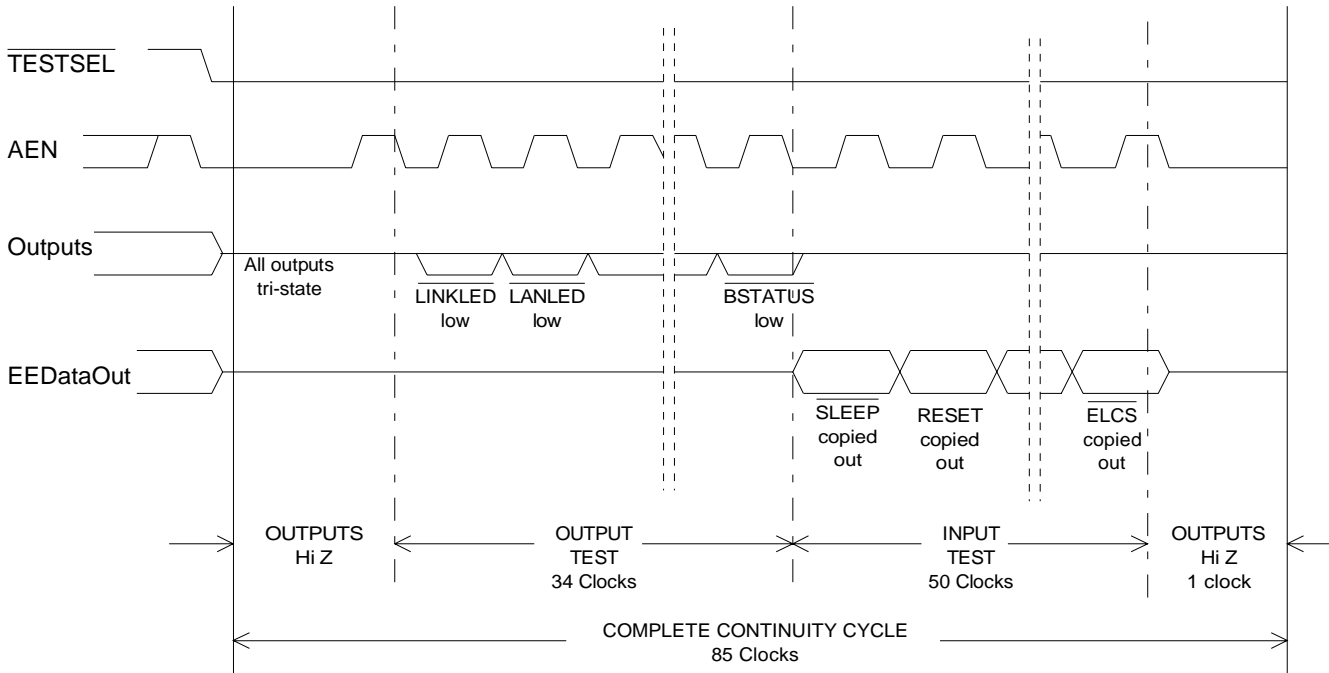 TESTSEL
AEN
Outputs
All outputs
tri-state
LINKLED
low
LANLED
low
BSTATUS
low
EEDataOut
SLEEP
copied
out
RESET
copied
out
ELCS
copied
out
OUTPUTS
Hi Z
OUTPUT
TEST
34 Clocks
INPUT
TEST
50 Clocks
OUTPUTS
Hi Z
1 clock
COMPLETE CONTINUITY CYCLE
85 Clocks